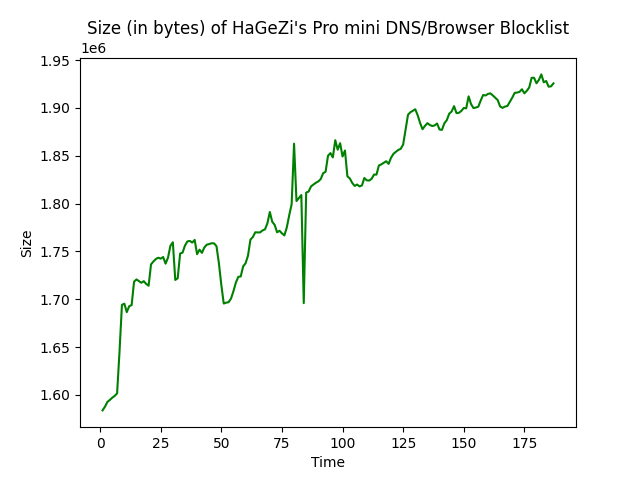 Size (in bytes) of HaGeZi's Pro mini DNS/Browser Blocklist
1e6
1.95
1.90
1.85
1.80
1.75
1.70
1.65
1.60
Size
0 25 50 75 100 125 150 175
Time